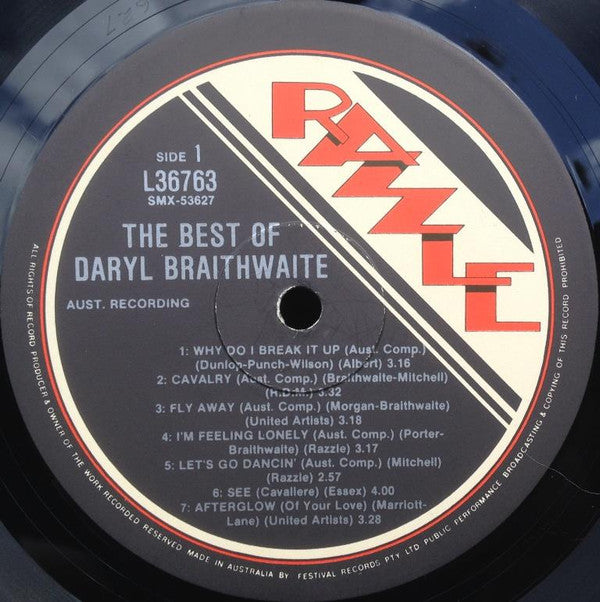 RAZZLE
SIDE 1
L36763
SMX-53627
THE BEST OF
DARYL BRAITHWAITE
AUST. RECORDING
1: WHY DO I BREAK IT UP (Aust. Comp.)
(Dunlop-Punch-Wilson) (Albert) 3.16
2: CAVALRY (Aust. Comp.) (Braithwaite-Mitchell)
(R.D.M.) 3.32
3: FLY AWAY (Aust. Comp.) (Morgan-Braithwaite)
(United Artists) 3.18
4: I'M FEELING LONELY (Aust. Comp.) (Porter-
Braithwaite) (Razzle) 3.17
5: LET'S GO DANCIN' (Aust. Comp.) (Mitchell)
(Razzle) 2.57
6: SEE (Cavaliere) (Essex) 4.00
7: AFTERGLOW (Of Your Love) (Marriott-
Lane) (United Artists) 3.28
ALL RIGHTS OF RECORD PRODUCER & OWNER OF THE WORK RECORDED RESERVED MADE IN AUSTRALIA BY FESTIVAL RECORDS PTY LTD PUBLIC PERFORMANCE BROADCASTING & COPYING OF THIS RECORD PROHIBITED